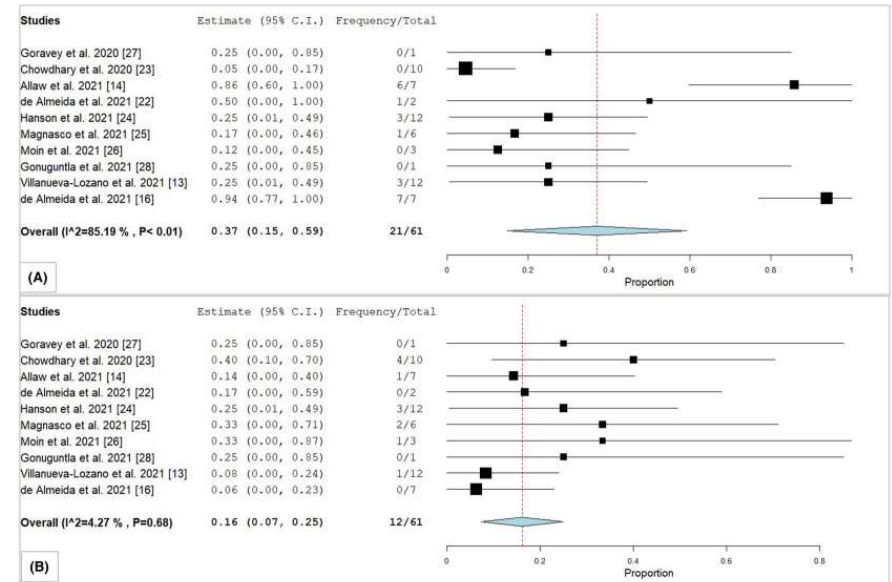 Studies Estimate (95% C.I.) Frequency/Total
Goravey et al. 2020 [27] 0.25 (0.00, 0.85) 0/1
Chowdhary et al. 2020 [23] 0.05 (0.00, 0.17) 0/10
Allaw et al. 2021 [14] 0.86 (0.60, 1.00) 6/7
de Almeida et al. 2021 [22] 0.50 (0.00, 1.00) 1/2
Hanson et al. 2021 [24] 0.25 (0.01, 0.49) 3/12
Magnasco et al. 2021 [25] 0.17 (0.00, 0.46) 1/6
Moin et al. 2021 [26] 0.12 (0.00, 0.45) 0/3
Gonuguntla et al. 2021 [28] 0.25 (0.00, 0.85) 0/1
Villanueva-Lozano et al. 2021 [13] 0.25 (0.01, 0.49) 3/12
de Almeida et al. 2021 [16] 0.94 (0.77, 1.00) 7/7
Overall (I^2=85.19 % , P< 0.01) 0.37 (0.15, 0.59) 21/61
0 0.2 0.4 0.6 0.8 1
Proportion
(A)
Studies Estimate (95% C.I.) Frequency/Total
Goravey et al. 2020 [27] 0.25 (0.00, 0.85) 0/1
Chowdhary et al. 2020 [23] 0.40 (0.10, 0.70) 4/10
Allaw et al. 2021 [14] 0.14 (0.00, 0.40) 1/7
de Almeida et al. 2021 [22] 0.17 (0.00, 0.59) 0/2
Hanson et al. 2021 [24] 0.25 (0.01, 0.49) 3/12
Magnasco et al. 2021 [25] 0.33 (0.00, 0.71) 2/6
Moin et al. 2021 [26] 0.33 (0.00, 0.87) 1/3
Gonuguntla et al. 2021 [28] 0.25 (0.00, 0.85) 0/1
Villanueva-Lozano et al. 2021 [13] 0.08 (0.00, 0.24) 1/12
de Almeida et al. 2021 [16] 0.06 (0.00, 0.23) 0/7
Overall (I^2=4.27 % , P=0.68) 0.16 (0.07, 0.25) 12/61
0 0.2 0.4 0.6 0.8
Proportion
(B)